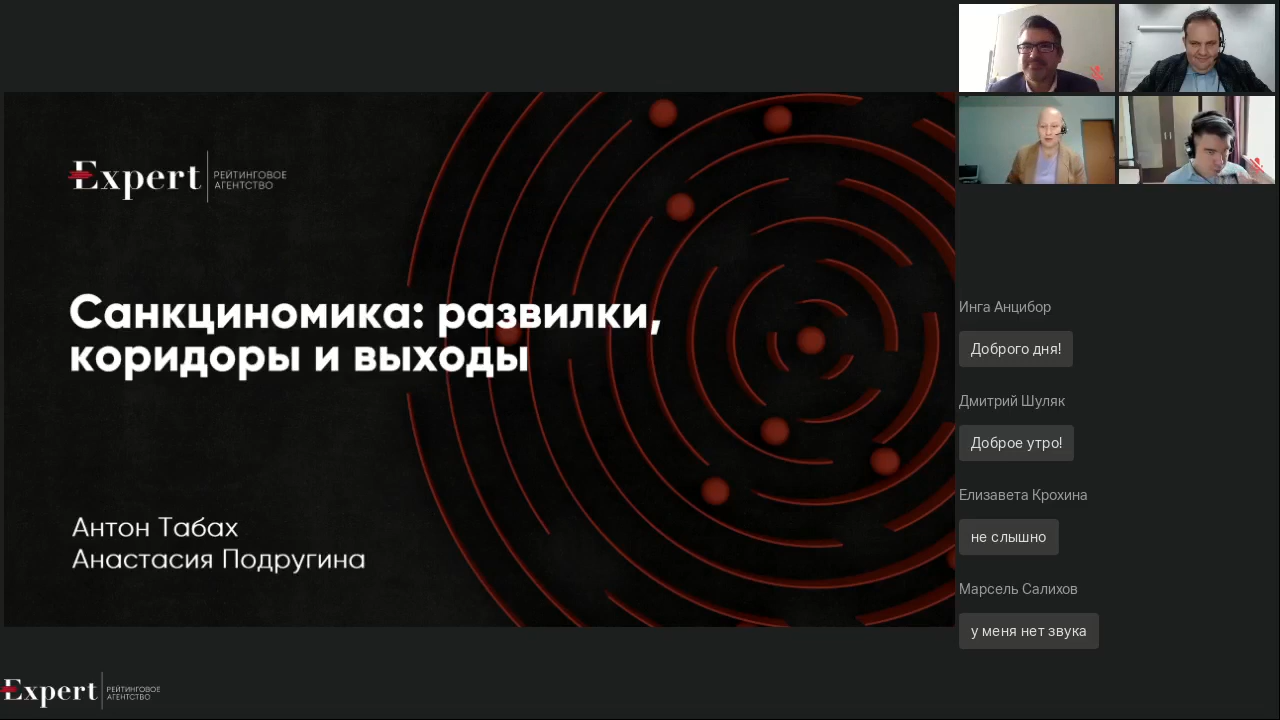 Expert РЕЙТИНГОВОЕ
АГЕНТСТВО
Санкциномика: развилки,
коридоры и выходы
Антон Табах
Анастасия Подругина
Инга Анцибор
Доброго дня!
Дмитрий Шуляк
Доброе утро!
Елизавета Крохина
не слышно
Марсель Салихов
у меня нет звука
Expert РЕЙТИНГОВОЕ
АГЕНТСТВО